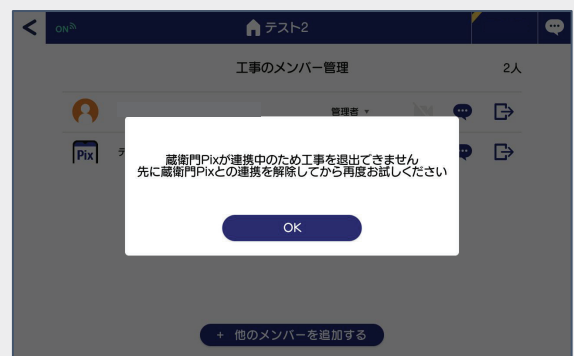 ON
テスト2
工事のメンバー管理
2人
管理者
Pix
テ
蔵衛門Pixが連携中のため工事を退出できません
先に蔵衛門Pixとの連携を解除してから再度お試しください
OK
+ 他のメンバーを追加する